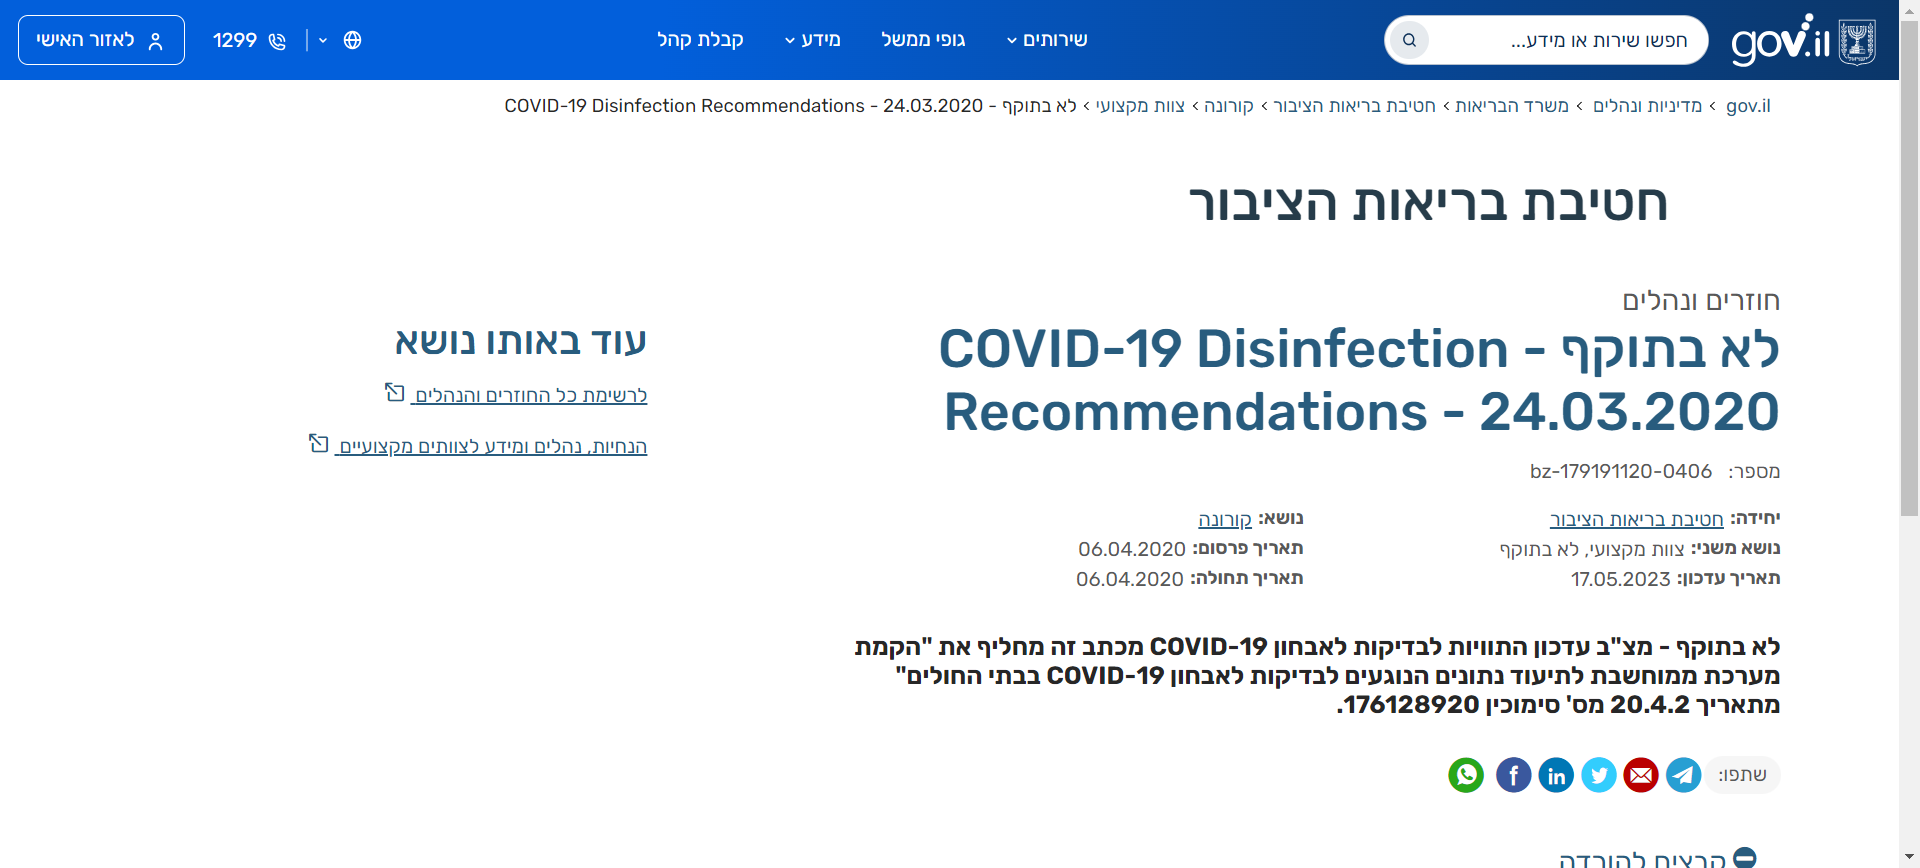 gov.il
חפשו שירות או מידע...
שירותים
גופי ממשל
מידע
קבלת קהל
1299
לאזור האישי
gov.il › מדיניות ונהלים › משרד הבריאות › חטיבת בריאות הציבור › קורונה › צוות מקצועי › לא בתוקף - COVID-19 Disinfection Recommendations - 24.03.2020
חטיבת בריאות הציבור
חוזרים ונהלים
לא בתוקף - COVID-19 Disinfection
Recommendations - 24.03.2020
מספר: bz-179191120-0406
יחידה: חטיבת בריאות הציבור
נושא: קורונה
נושא משני: צוות מקצועי, לא בתוקף
תאריך פרסום: 06.04.2020
תאריך עדכון: 17.05.2023
תאריך תחולה: 06.04.2020
לא בתוקף - מצ"ב עדכון התוויות לבדיקות לאבחון COVID-19 מכתב זה מחליף את "הקמת
מערכת ממוחשבת לתיעוד נתונים הנוגעים לבדיקות לאבחון COVID-19 בבתי החולים"
מתאריך 20.4.2 מס' סימוכין 176128920.
שתפו:
קבצים להורדה
עוד באותו נושא
לרשימת כל החוזרים והנהלים
הנחיות, נהלים ומידע לצוותים מקצועיים